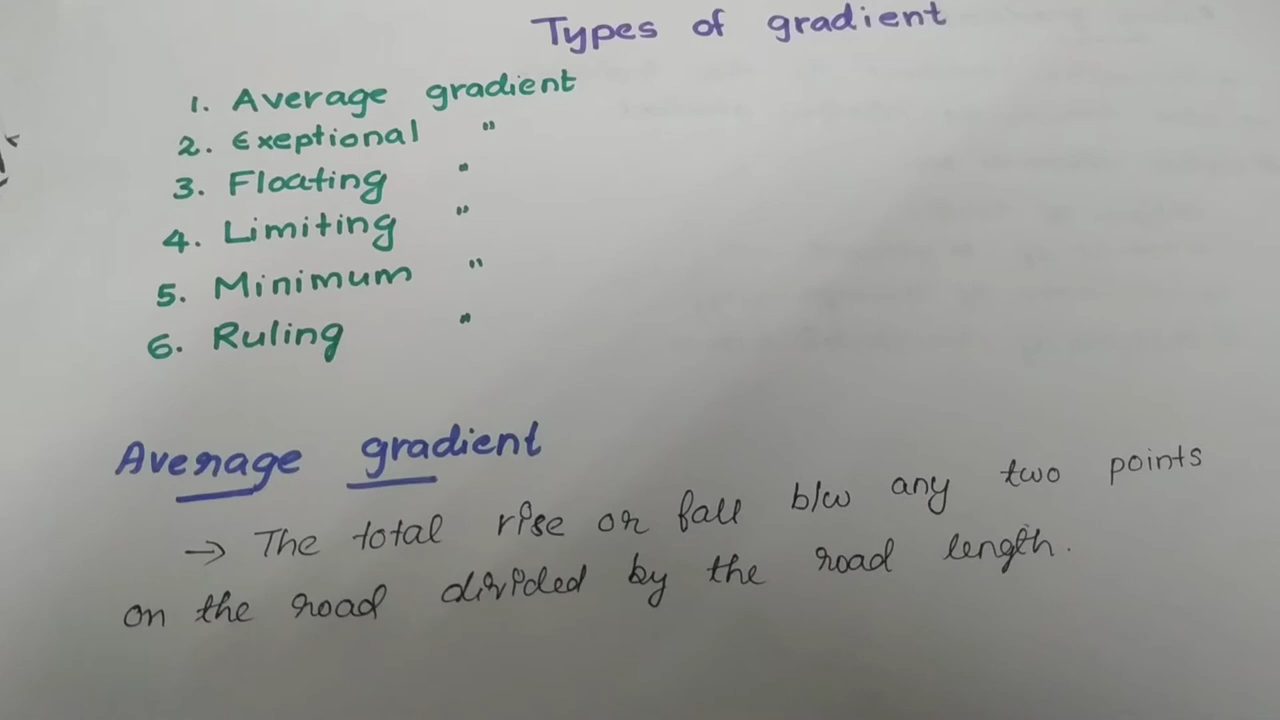 Types of gradient
1. Average gradient
2. Exeptional "
3. Floating "
4. Limiting "
5. Minimum "
6. Ruling "
Average gradient
→ The total rise or fall b/w any two points
on the road divided by the road length.